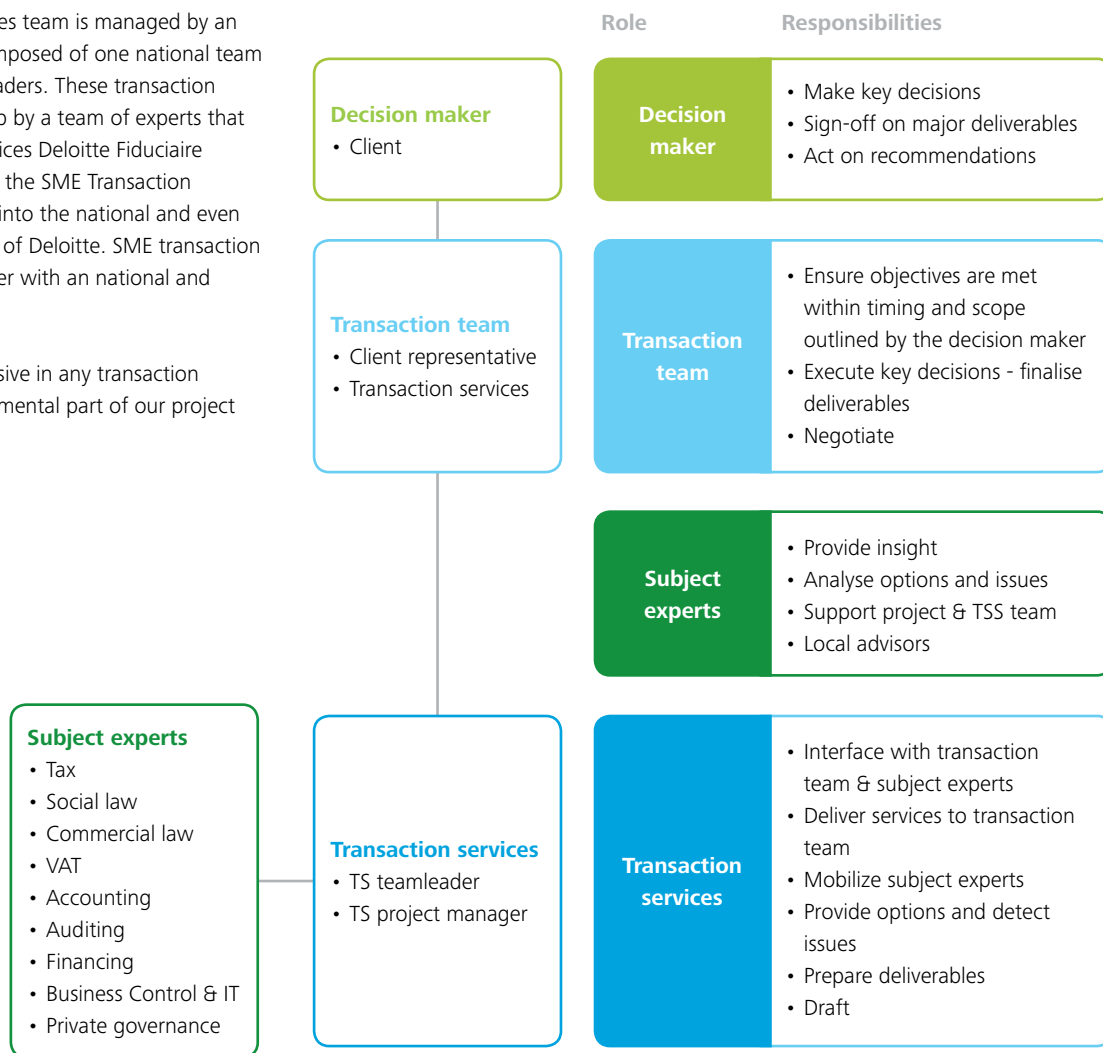 es team is managed by an
mposed of one national team
aders. These transaction
p by a team of experts that
ices Deloitte Fiduciaire
the SME Transaction
into the national and even
of Deloitte. SME transaction
er with an national and
sive in any transaction
mental part of our project
Decision maker
• Client
Transaction team
• Client representative
• Transaction services
Subject experts
• Tax
• Social law
• Commercial law
• VAT
• Accounting
• Auditing
• Financing
• Business Control & IT
• Private governance
Transaction services
• TS teamleader
• TS project manager
Role
Responsibilities
Decision
maker
• Make key decisions
• Sign-off on major deliverables
• Act on recommendations
Transaction
team
• Ensure objectives are met
within timing and scope
outlined by the decision maker
• Execute key decisions - finalise
deliverables
• Negotiate
Subject
experts
• Provide insight
• Analyse options and issues
• Support project & TSS team
• Local advisors
Transaction
services
• Interface with transaction
team & subject experts
• Deliver services to transaction
team
• Mobilize subject experts
• Provide options and detect
issues
• Prepare deliverables
• Draft